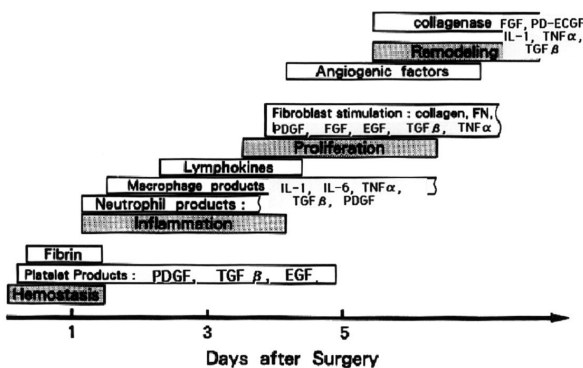 collagenase FGF, PD-ECGF
IL-1, TNFα,
Remodeling TGFβ
Angiogenic factors
Fibroblast stimulation : collagen, FN,
PDGF, FGF, EGF, TGFβ, TNFα
Proliferation
Lymphokines
Macrophage products IL-1, IL-6, TNFα,
Neutrophil products : TGFβ, PDGF
Inflammation
Fibrin
Platelet Products : PDGF, TGF β, EGF,
Hemostasis
1 3 5
Days after Surgery